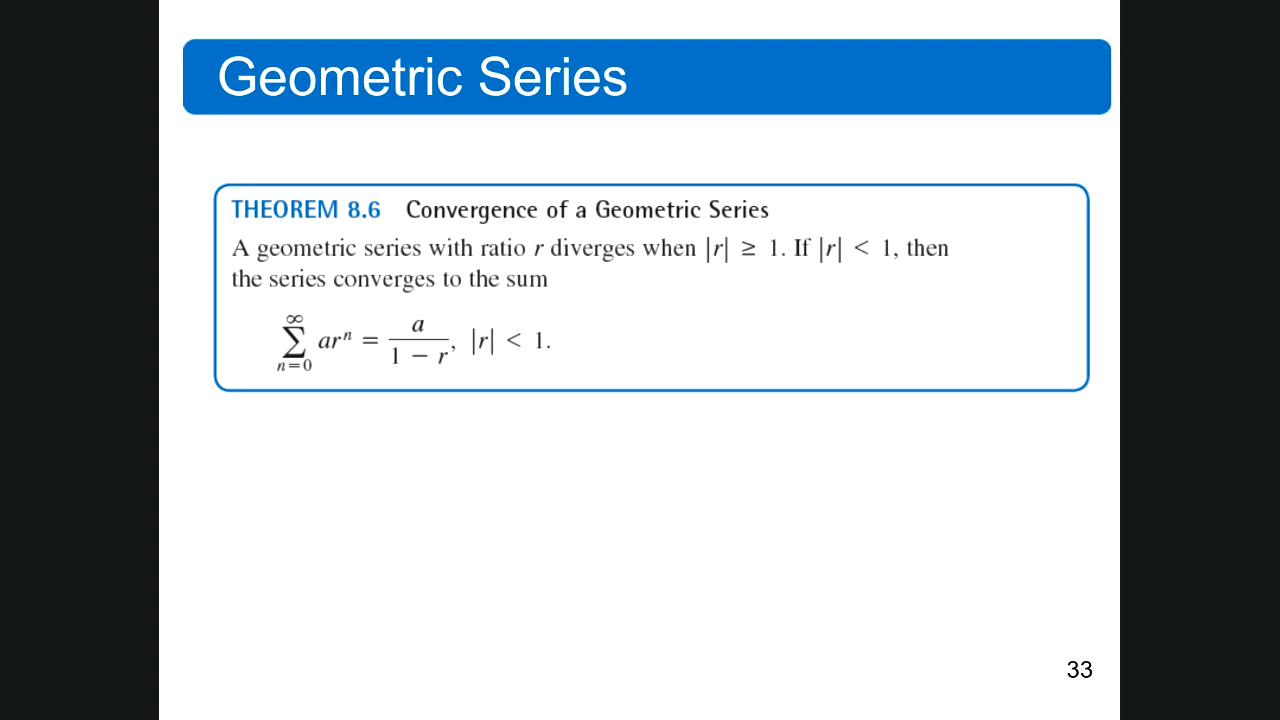 Geometric Series
THEOREM 8.6 Convergence of a Geometric Series
A geometric series with ratio r diverges when |r| ≥ 1. If |r| < 1, then
the series converges to the sum
∞
∑ arⁿ = a / (1 − r), |r| < 1.
n=0
33